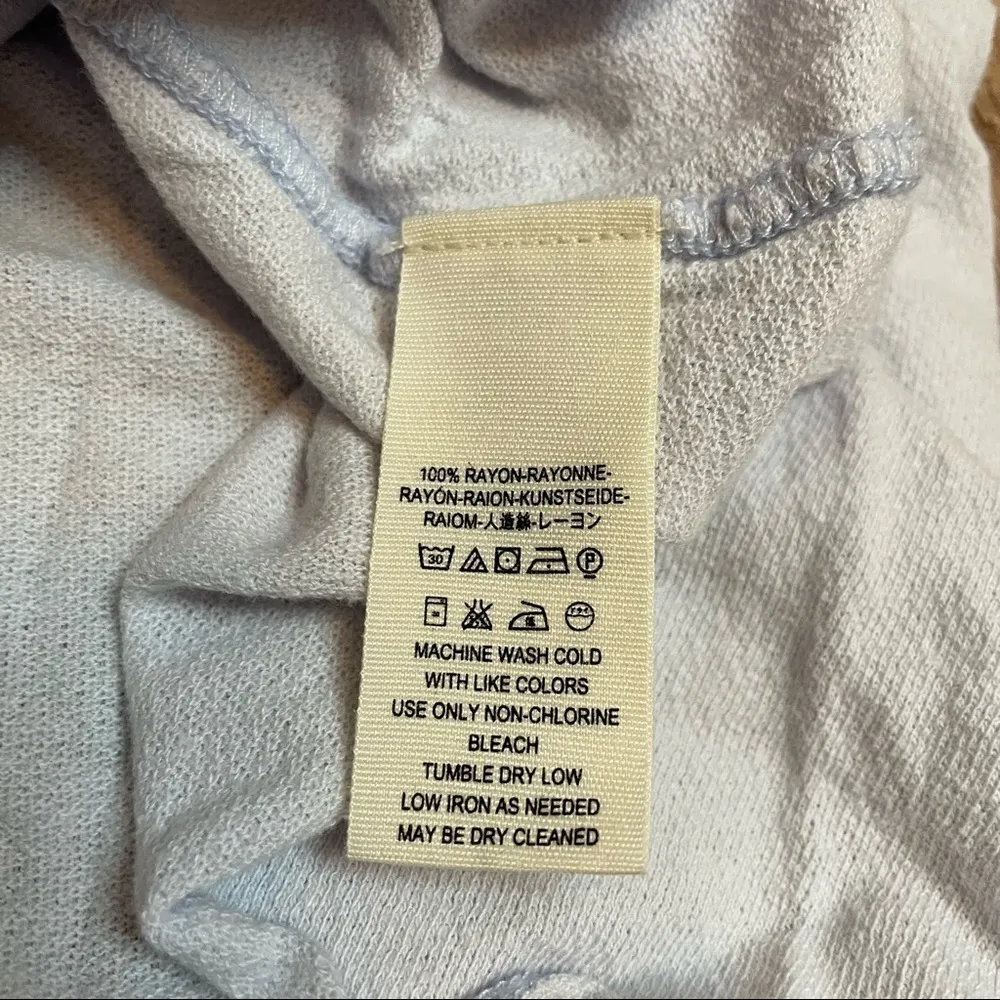 100% RAYON-RAYONNE-
RAYÓN-RAION-KUNSTSEIDE-
RAIOM-人造絲-レーヨン
30 P
MACHINE WASH COLD
WITH LIKE COLORS
USE ONLY NON-CHLORINE
BLEACH
TUMBLE DRY LOW
LOW IRON AS NEEDED
MAY BE DRY CLEANED